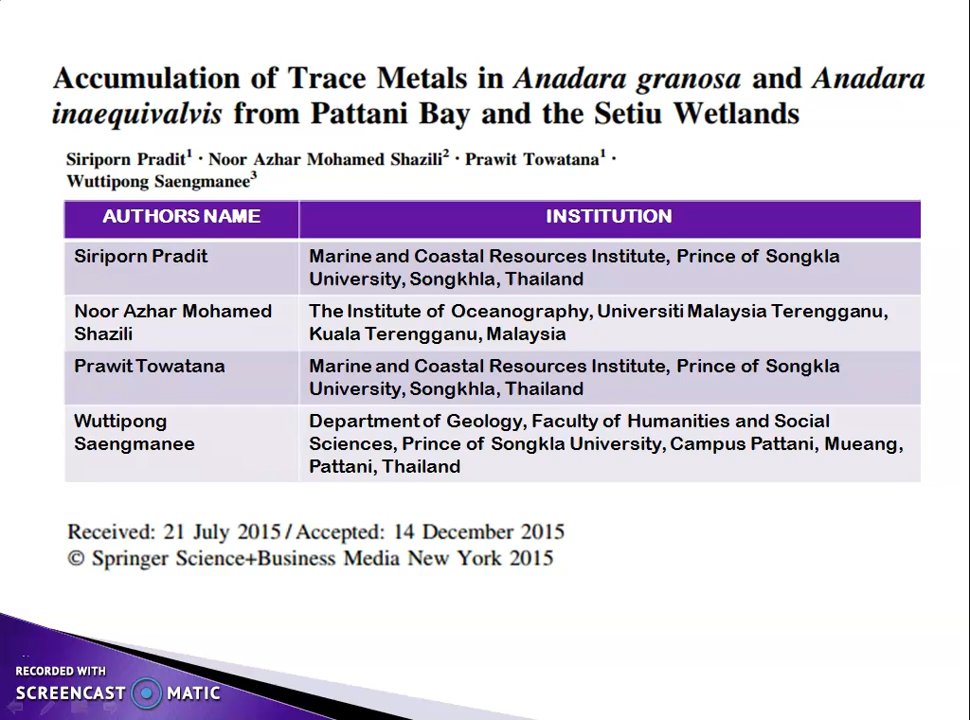 Accumulation of Trace Metals in Anadara granosa and Anadara
inaequivalvis from Pattani Bay and the Setiu Wetlands
Siriporn Pradit1 · Noor Azhar Mohamed Shazili2 · Prawit Towatana1 ·
Wuttipong Saengmanee3
AUTHORS NAME INSTITUTION
Siriporn Pradit Marine and Coastal Resources Institute, Prince of Songkla
University, Songkhla, Thailand
Noor Azhar Mohamed The Institute of Oceanography, Universiti Malaysia Terengganu,
Shazili Kuala Terengganu, Malaysia
Prawit Towatana Marine and Coastal Resources Institute, Prince of Songkla
University, Songkhla, Thailand
Wuttipong Department of Geology, Faculty of Humanities and Social
Saengmanee Sciences, Prince of Songkla University, Campus Pattani, Mueang,
Pattani, Thailand
Received: 21 July 2015 / Accepted: 14 December 2015
© Springer Science+Business Media New York 2015
RECORDED WITH
SCREENCAST MATIC